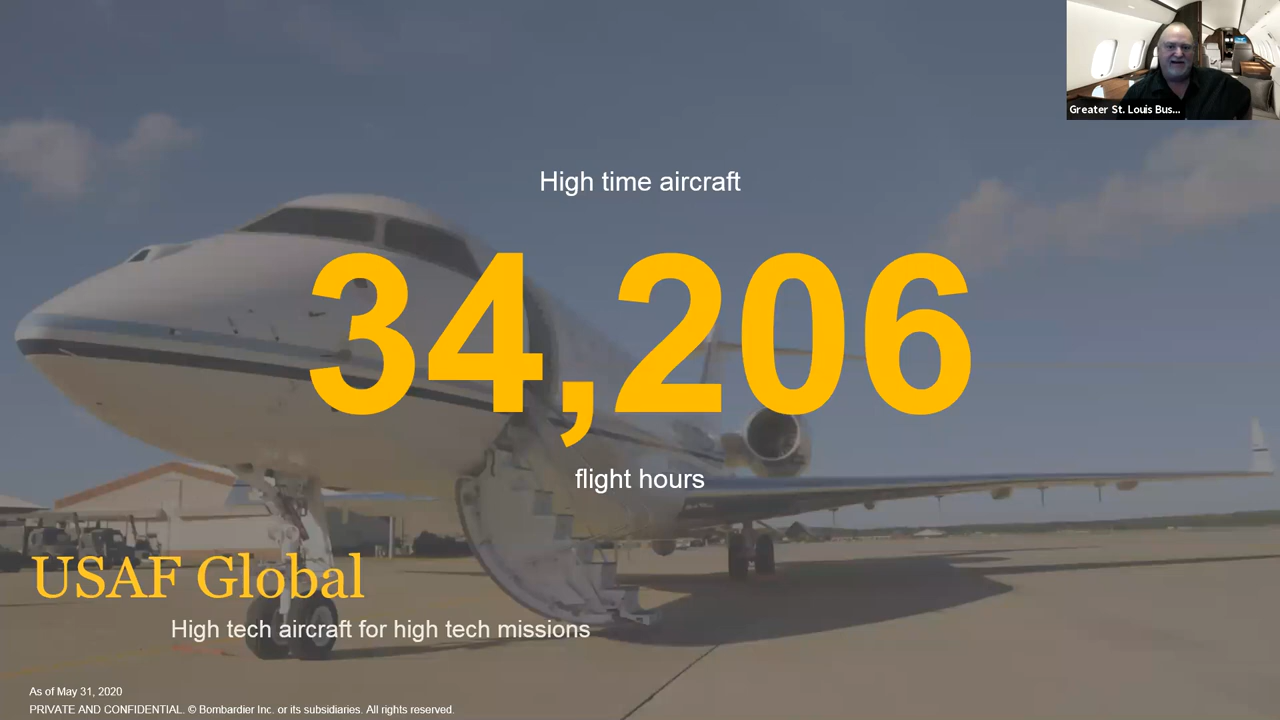 Greater St. Louis Bus...
High time aircraft
34,206
flight hours
USAF Global
High tech aircraft for high tech missions
As of May 31, 2020
PRIVATE AND CONFIDENTIAL. © Bombardier Inc. or its subsidiaries. All rights reserved.